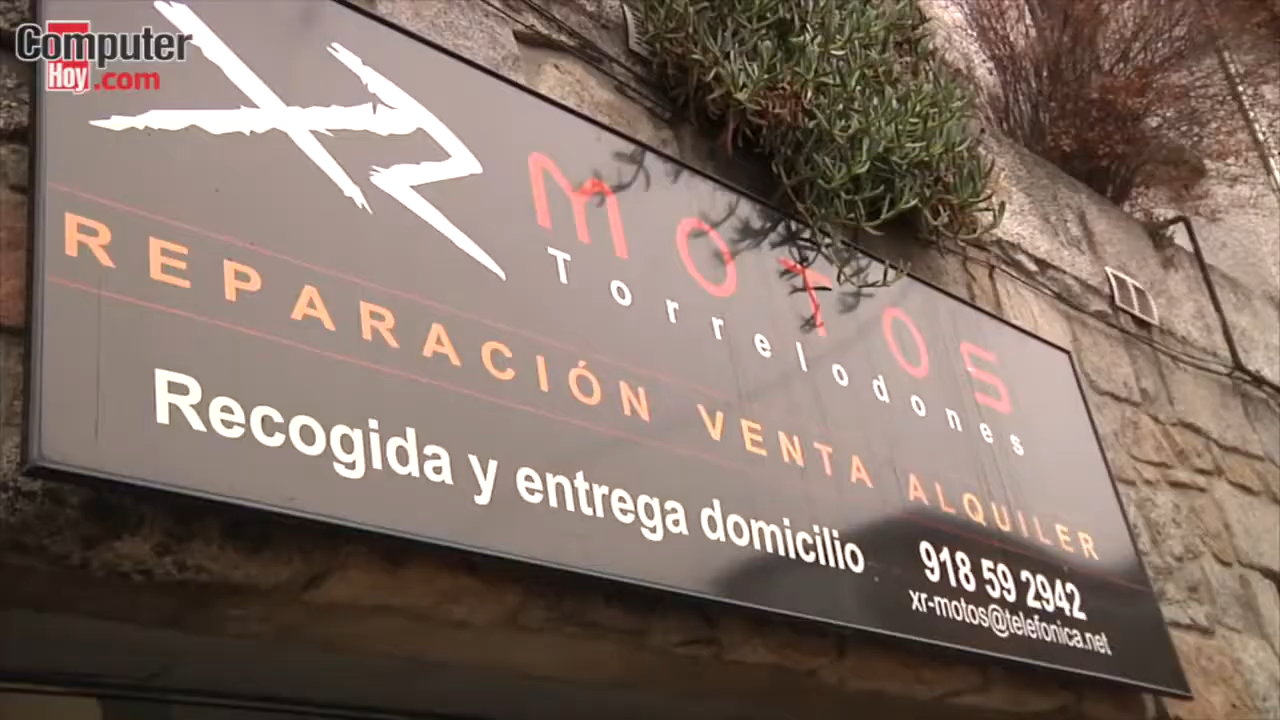 Computer
Hoy.com
XR
MOTOS
Torrelodones
REPARACIÓN VENTA ALQUILER
Recogida y entrega domicilio
918 59 2942
xr-motos@telefonica.net